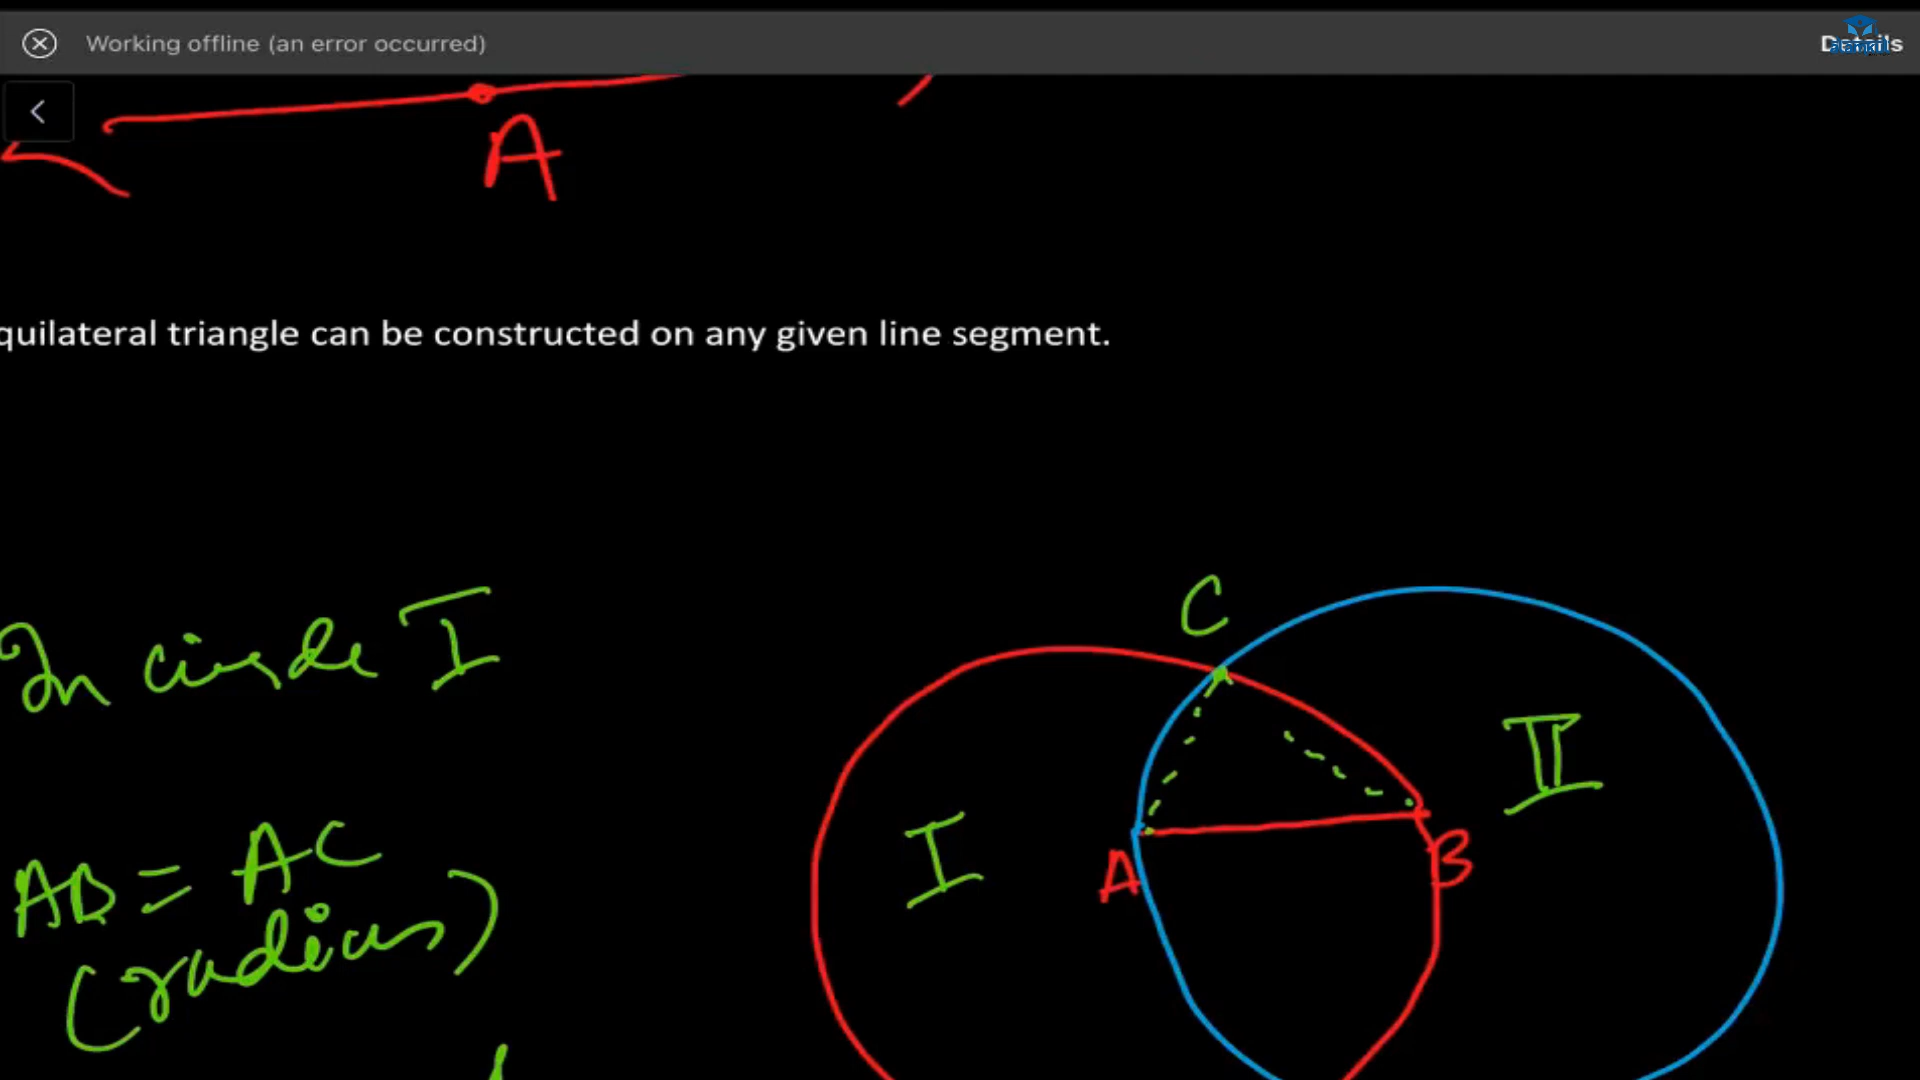 Working offline (an error occurred)
Details
A
quilateral triangle can be constructed on any given line segment.
C
In circle I
II
I
AB = AC
A
B
(radius)